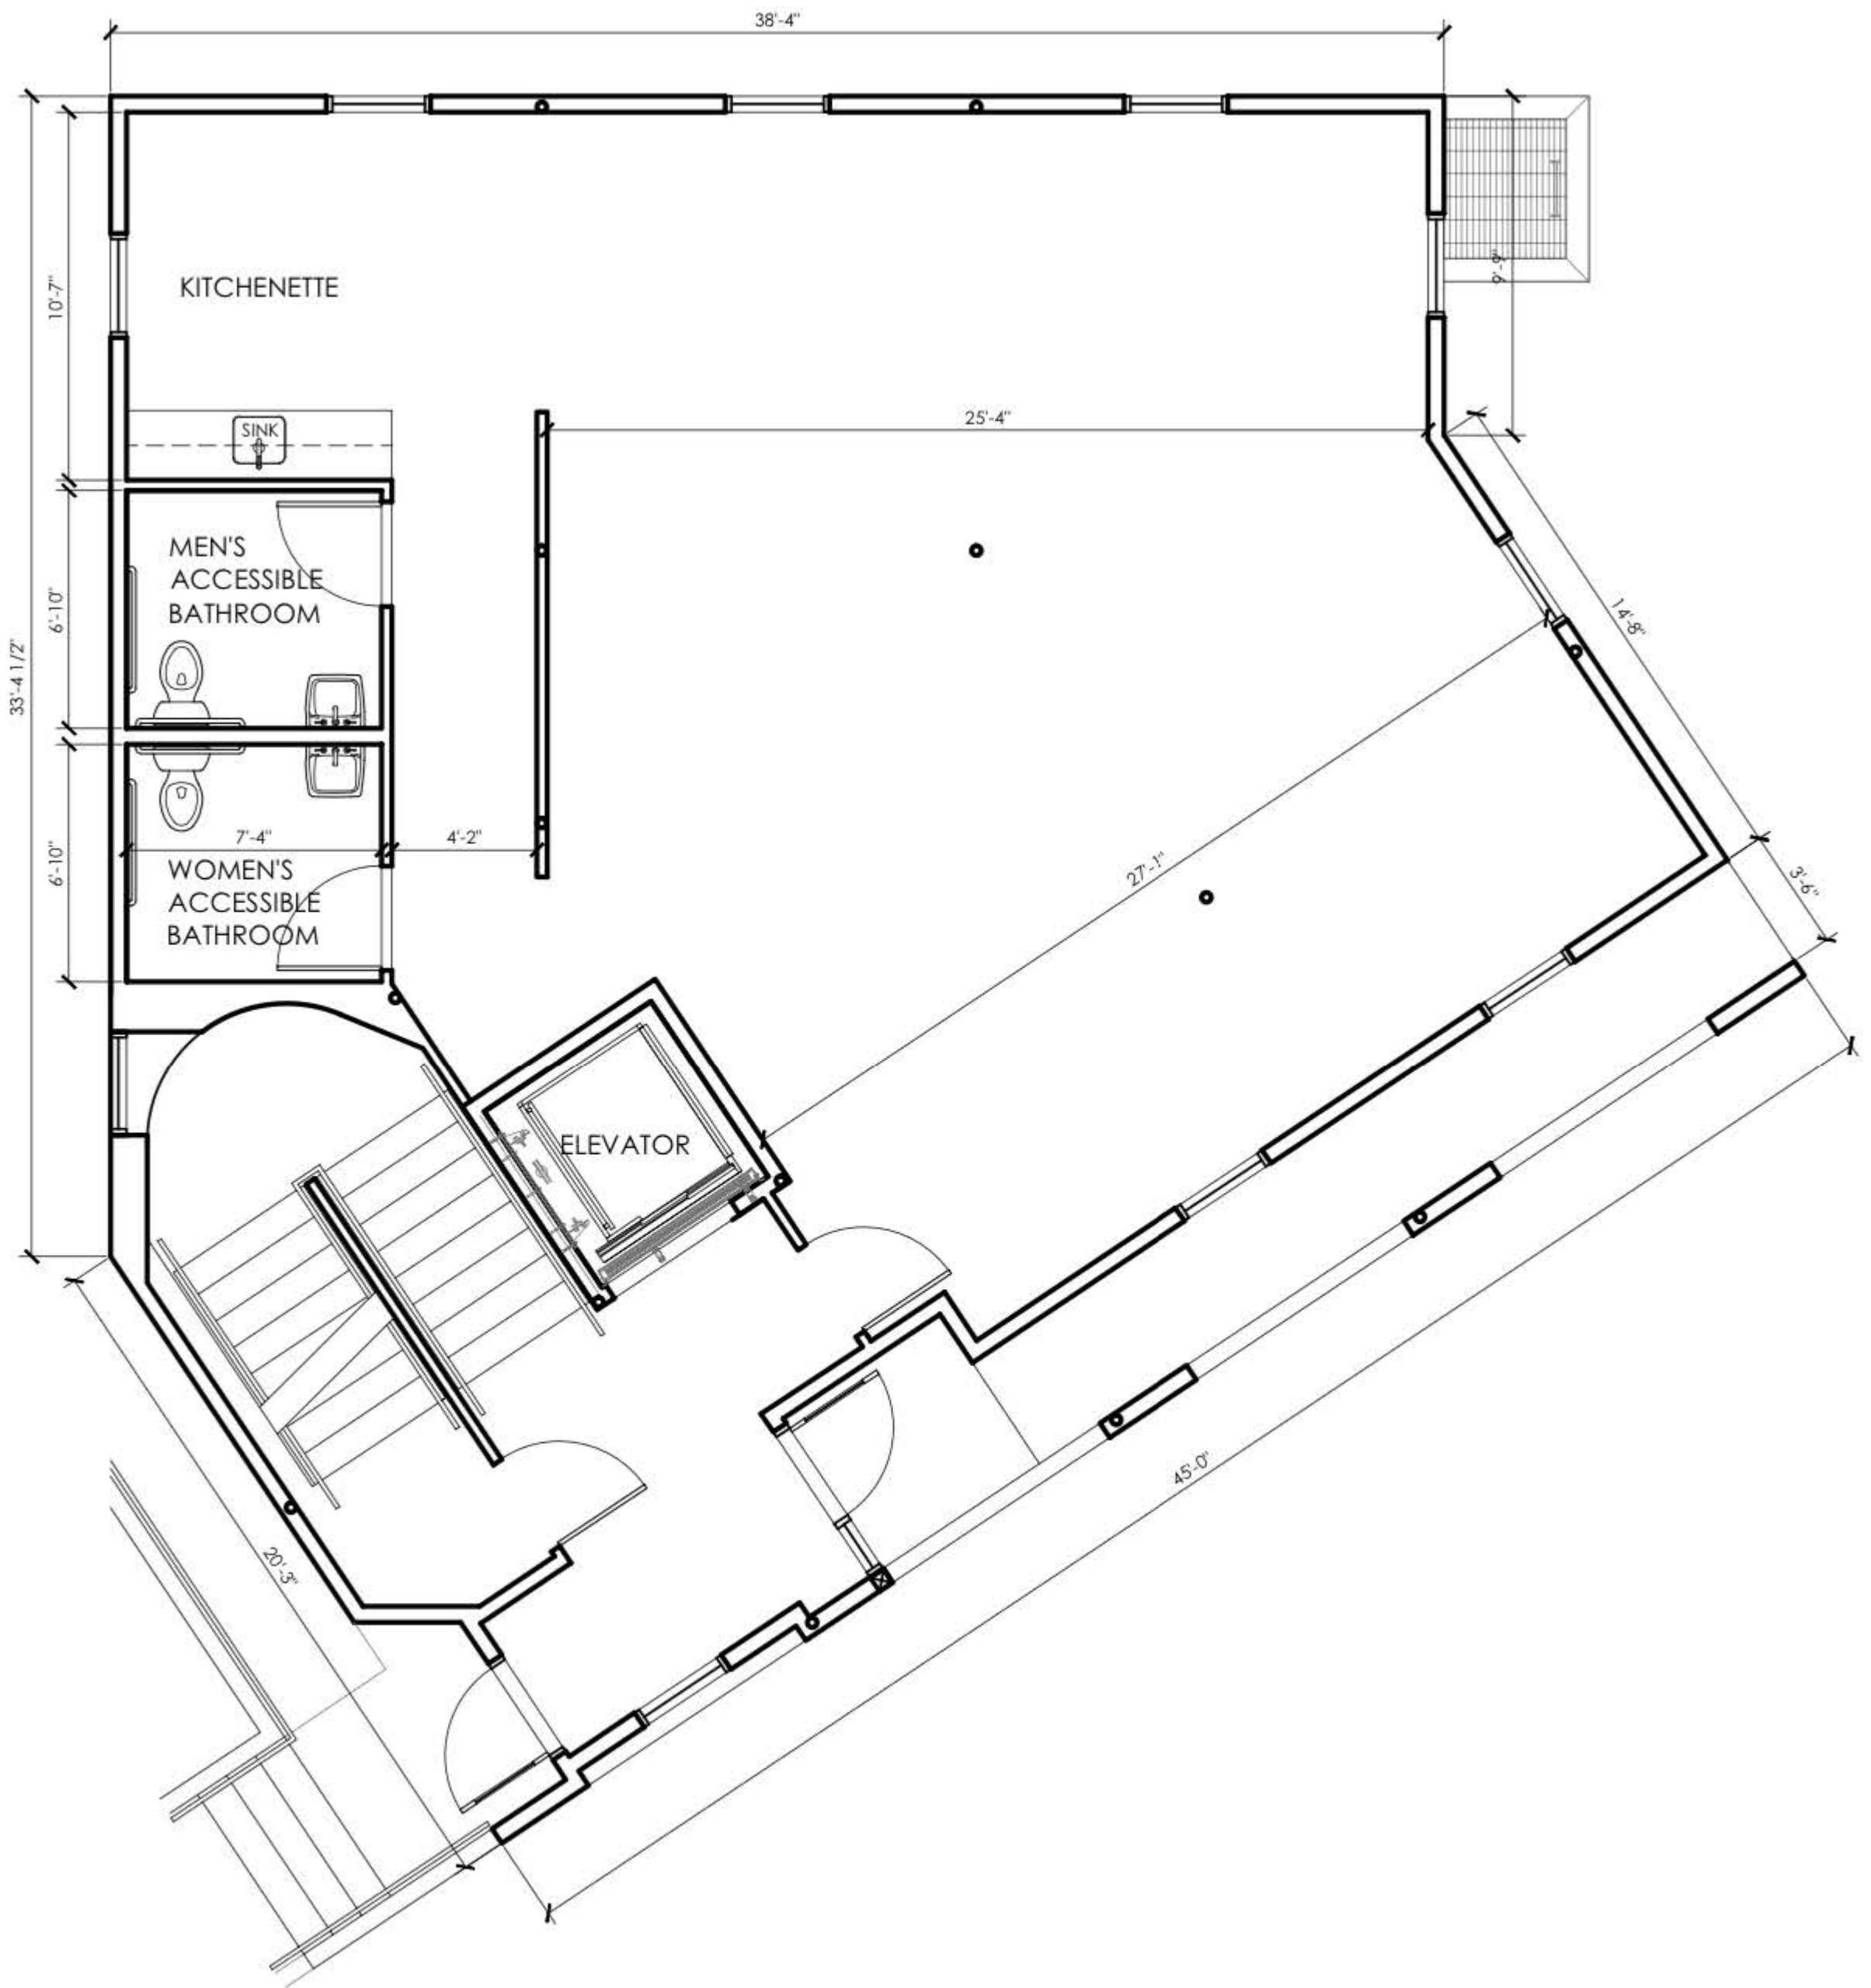 38'-4"
KITCHENETTE
10'-7"
9'-9"
25'-4"
SINK
MEN'S
ACCESSIBLE
BATHROOM
6'-10"
14'-8"
33'-4 1/2"
7'-4"
4'-2"
6'-10"
WOMEN'S
ACCESSIBLE
BATHROOM
27'-1"
3'-6"
ELEVATOR
45'-0"
20'-3"